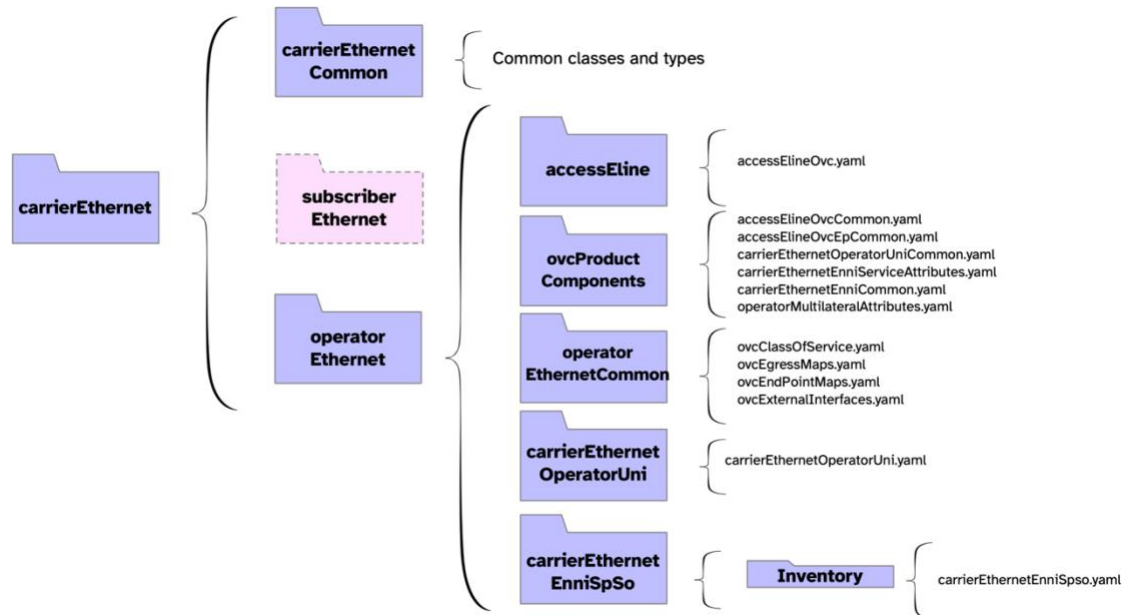 carrierEthernet
carrierEthernet
Common
Common classes and types
subscriber
Ethernet
operator
Ethernet
accessEline
accessElineOvc.yaml
ovcProduct
Components
accessElineOvcCommon.yaml
accessElineOvcEpCommon.yaml
carrierEthernetOperatorUniCommon.yaml
carrierEthernetEnniServiceAttributes.yaml
carrierEthernetEnniCommon.yaml
operatorMultilateralAttributes.yaml
operator
EthernetCommon
ovcClassOfService.yaml
ovcEgressMaps.yaml
ovcEndPointMaps.yaml
ovcExternalInterfaces.yaml
carrierEthernet
OperatorUni
carrierEthernetOperatorUni.yaml
carrierEthernet
EnniSpSo
Inventory
carrierEthernetEnniSpso.yaml